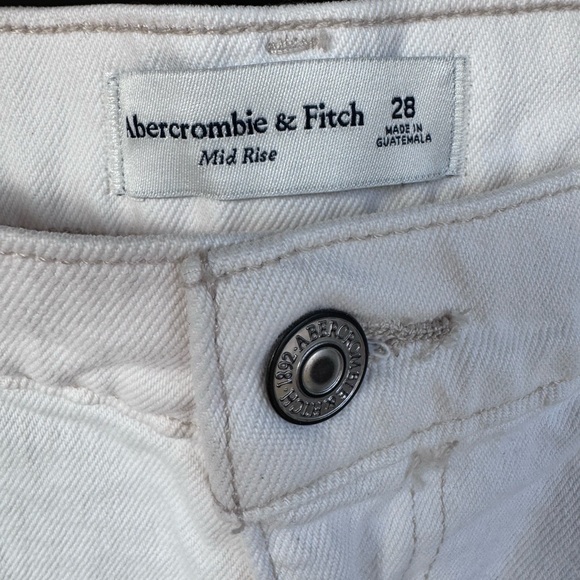 Abercrombie & Fitch
Mid Rise
28
MADE IN
GUATEMALA
1892·ABERCROMBIE & FITCH·